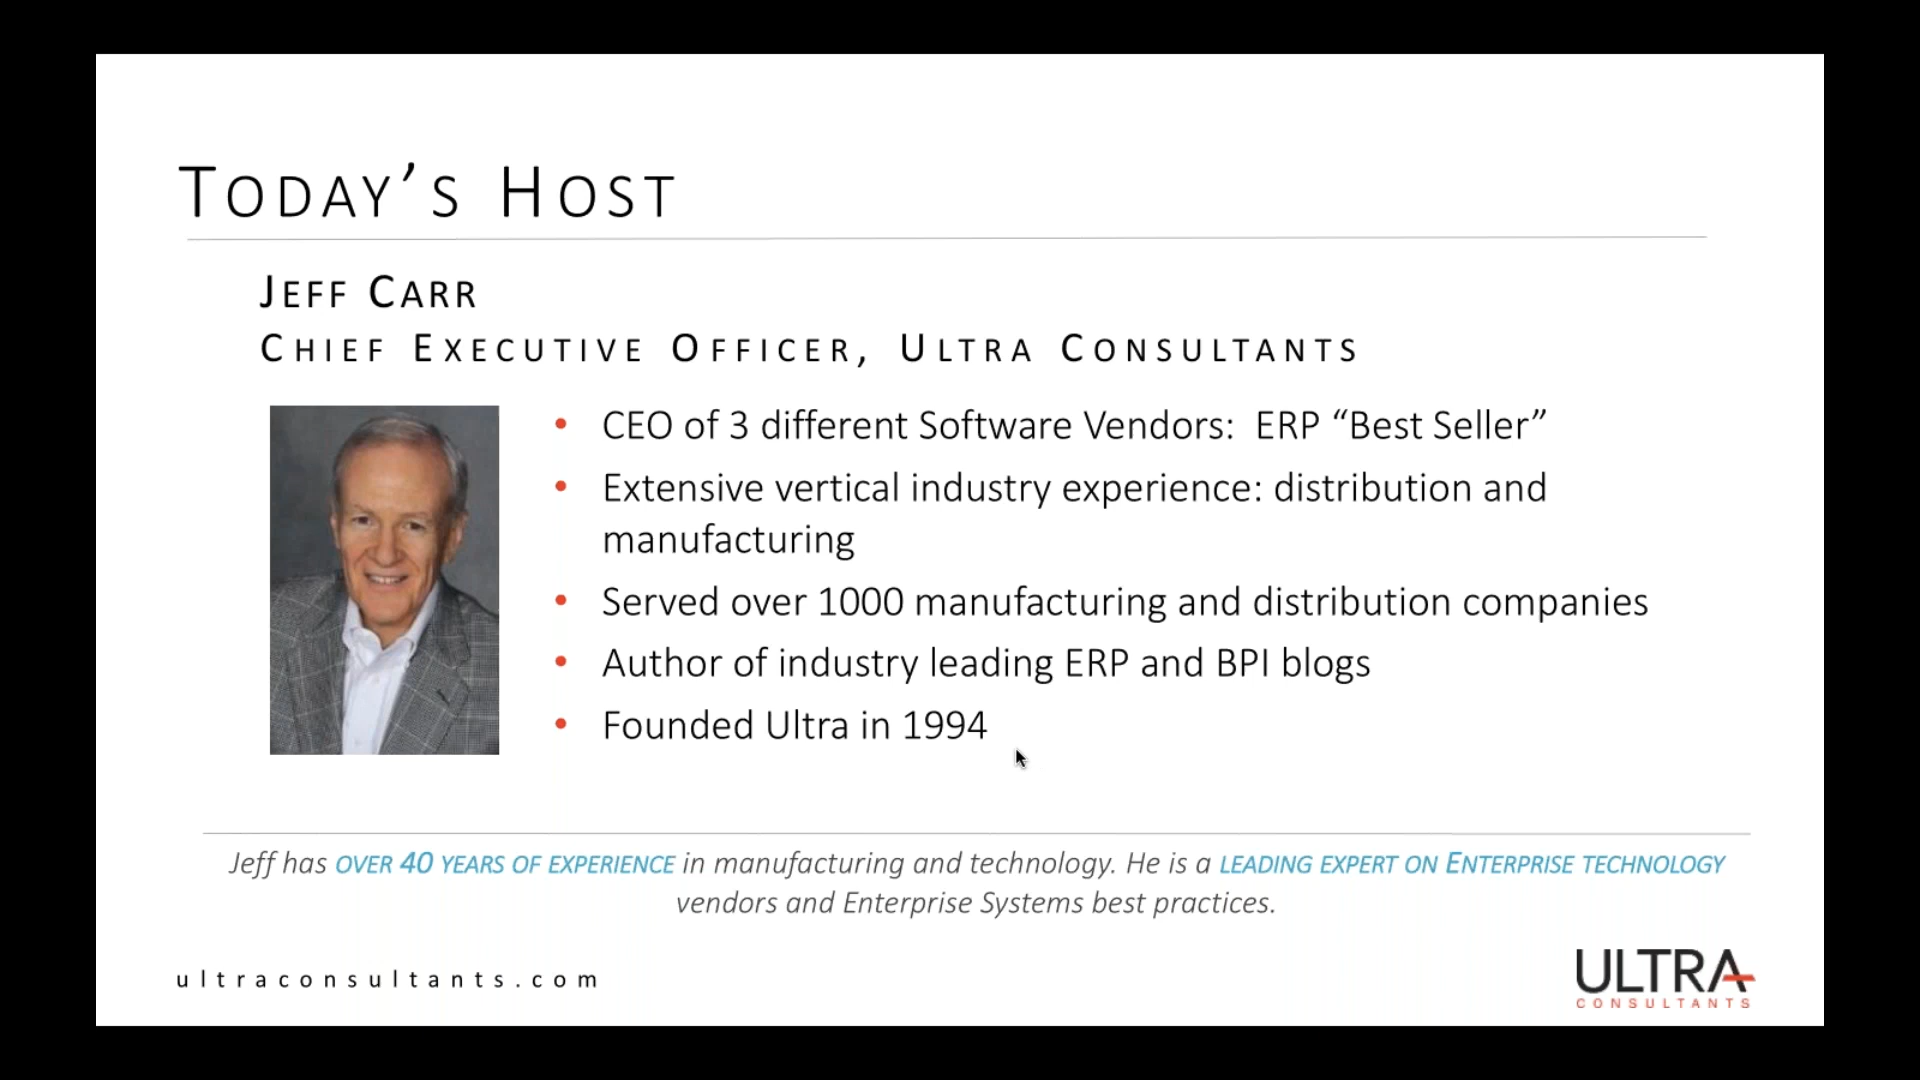 Today's Host
Jeff Carr
Chief Executive Officer, Ultra Consultants
• CEO of 3 different Software Vendors:  ERP “Best Seller”
• Extensive vertical industry experience: distribution and
manufacturing
• Served over 1000 manufacturing and distribution companies
• Author of industry leading ERP and BPI blogs
• Founded Ultra in 1994
Jeff has over 40 years of experience in manufacturing and technology. He is a leading expert on Enterprise technology
vendors and Enterprise Systems best practices.
ultraconsultants.com
ULTRA
CONSULTANTS